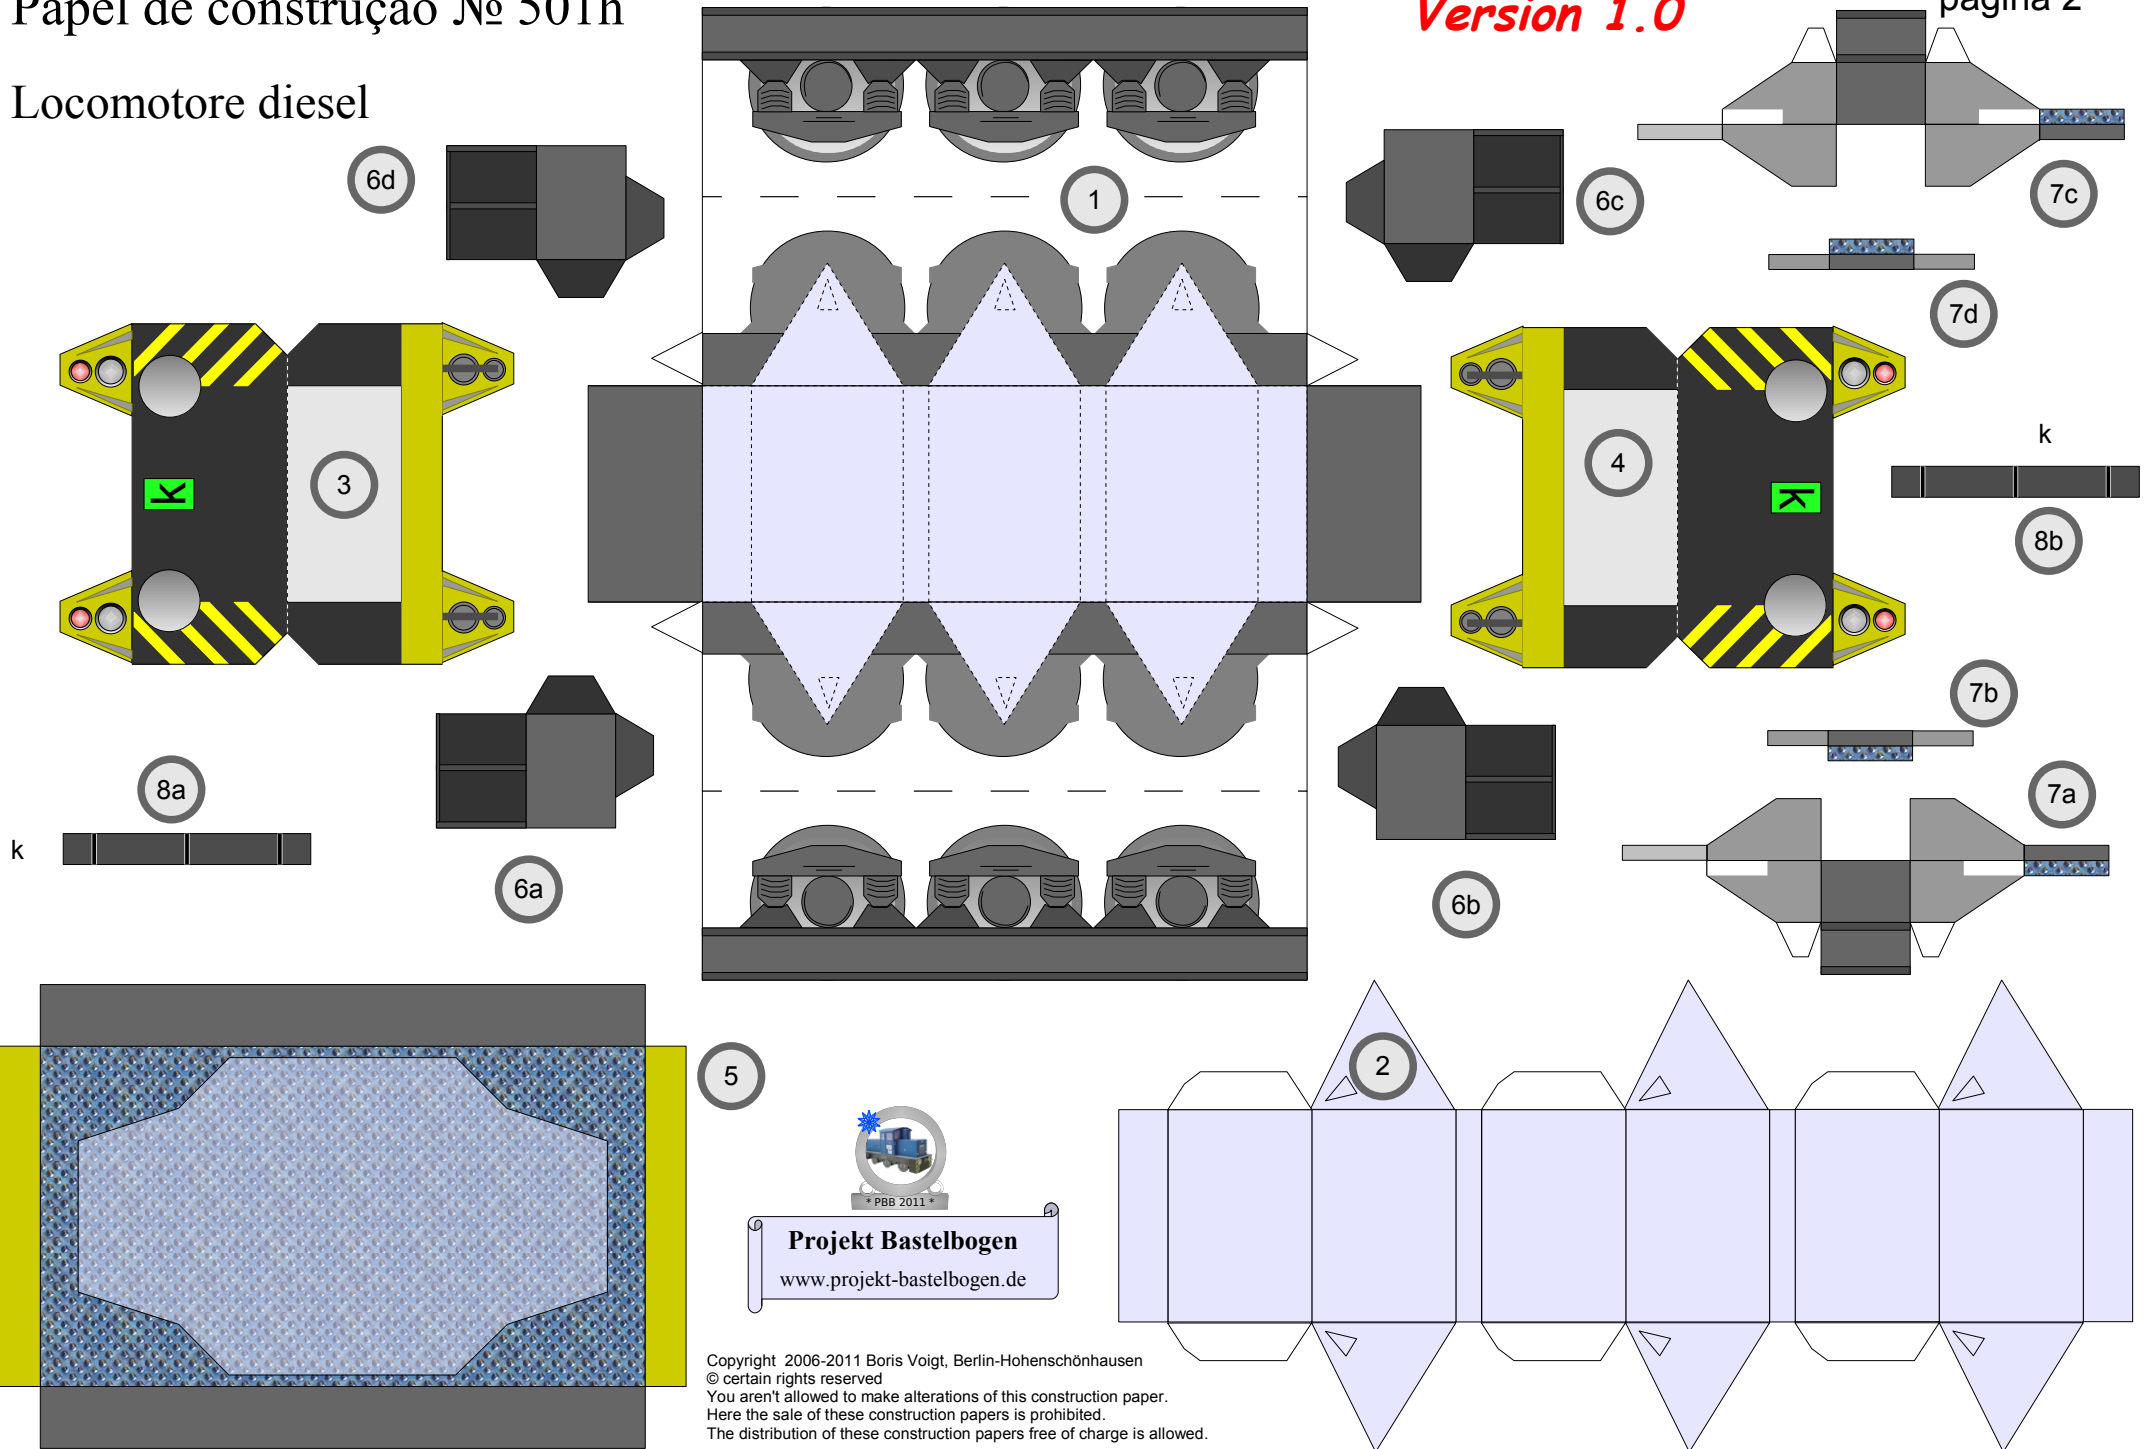 Papel de construção № 501h
Version 1.0
página 2
Locomotore diesel
6d
1
6c
7c
7d
3
4
k
k
k
8b
7b
8a
7a
k
6a
6b
5
2
* PBB 2011 *
Projekt Bastelbogen
www.projekt-bastelbogen.de
Copyright 2006-2011 Boris Voigt, Berlin-Hohenschönhausen
© certain rights reserved
You aren't allowed to make alterations of this construction paper.
Here the sale of these construction papers is prohibited.
The distribution of these construction papers free of charge is allowed.